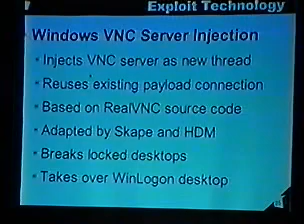 Exploit Technology
Windows VNC Server Injection
Injects VNC server as new thread
Reuses existing payload connection
Based on RealVNC source code
Adapted by Skape and HDM
Breaks locked desktops
Takes over WinLogon desktop